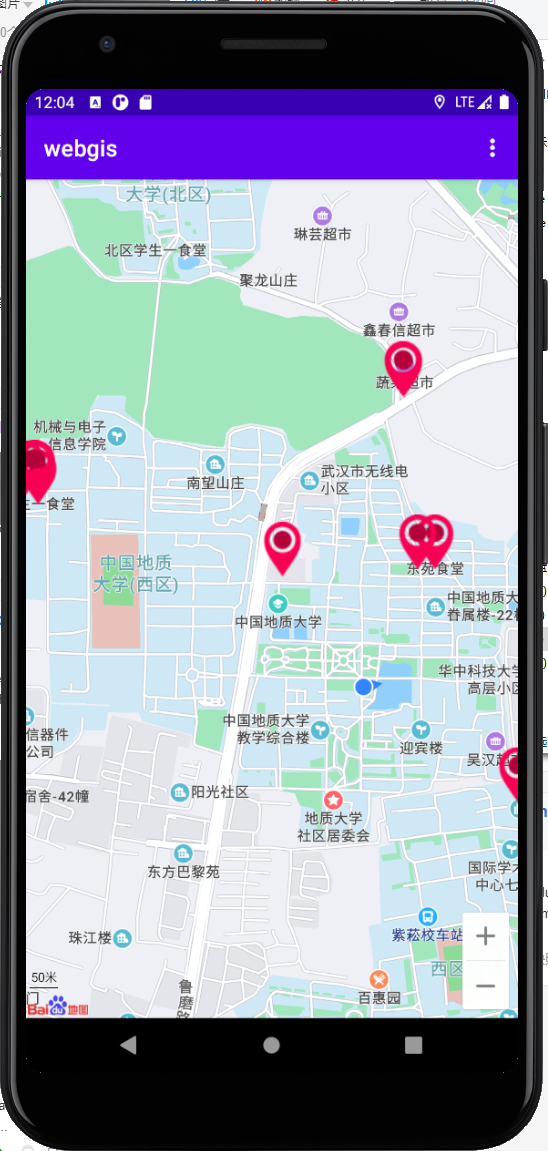 12:04
LTE
webgis
大学(北区)
琳芸超市
北区学生一食堂
聚龙山庄
鑫春信超市
机械与电子
信息学院
南望山庄
武汉市无线电
小区
一食堂
中国地质
大学(西区)
东苑食堂
中国地质大学
中国地质大
眷属楼-22
华中科技大学
高层小区
中国地质大学
教学综合楼
迎宾楼
吴汉超
信器件
公司
阳光社区
宿舍-42幢
地质大学
社区居委会
东方巴黎苑
国际学术
中心七
珠江楼
紫菘校车站
西区
百惠园
鲁
磨
路
50米
Baidu地图